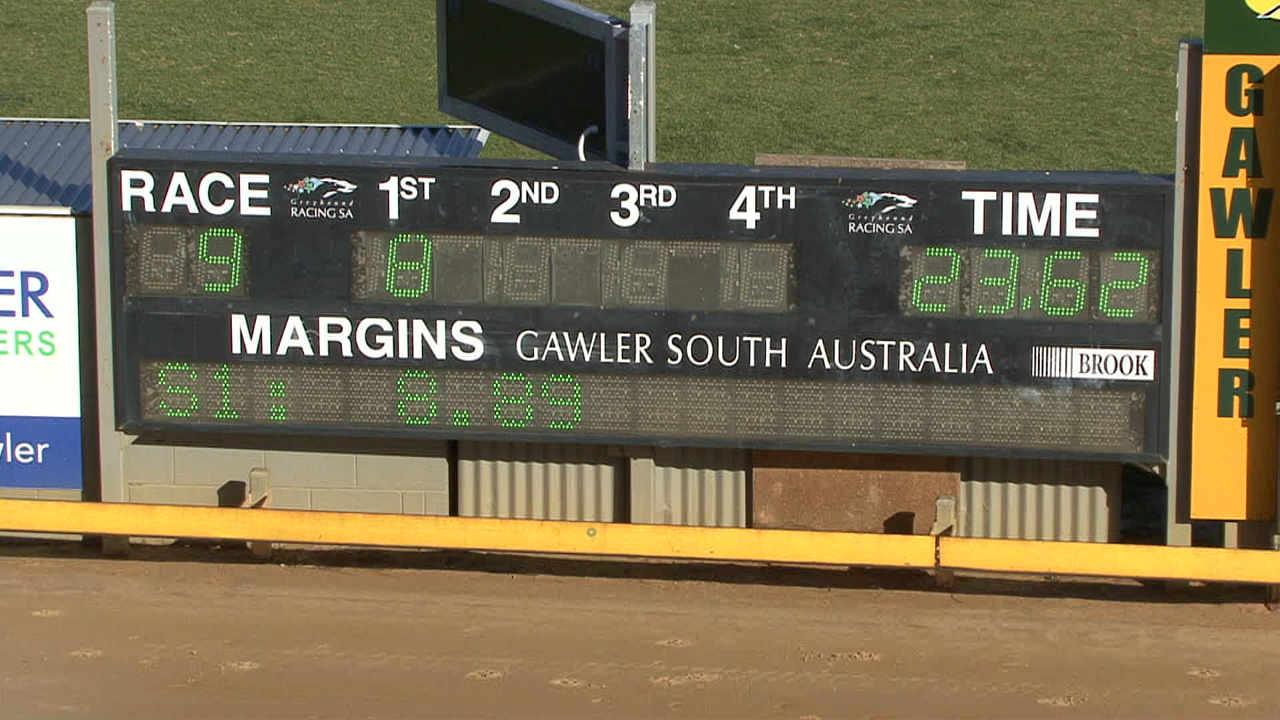 RACE Greyhound RACING SA 1ST 2ND 3RD 4TH Greyhound RACING SA TIME
9 8 23.62
MARGINS GAWLER SOUTH AUSTRALIA BROOK
S1: 8.89
GAWLER
ER
ERS
ler